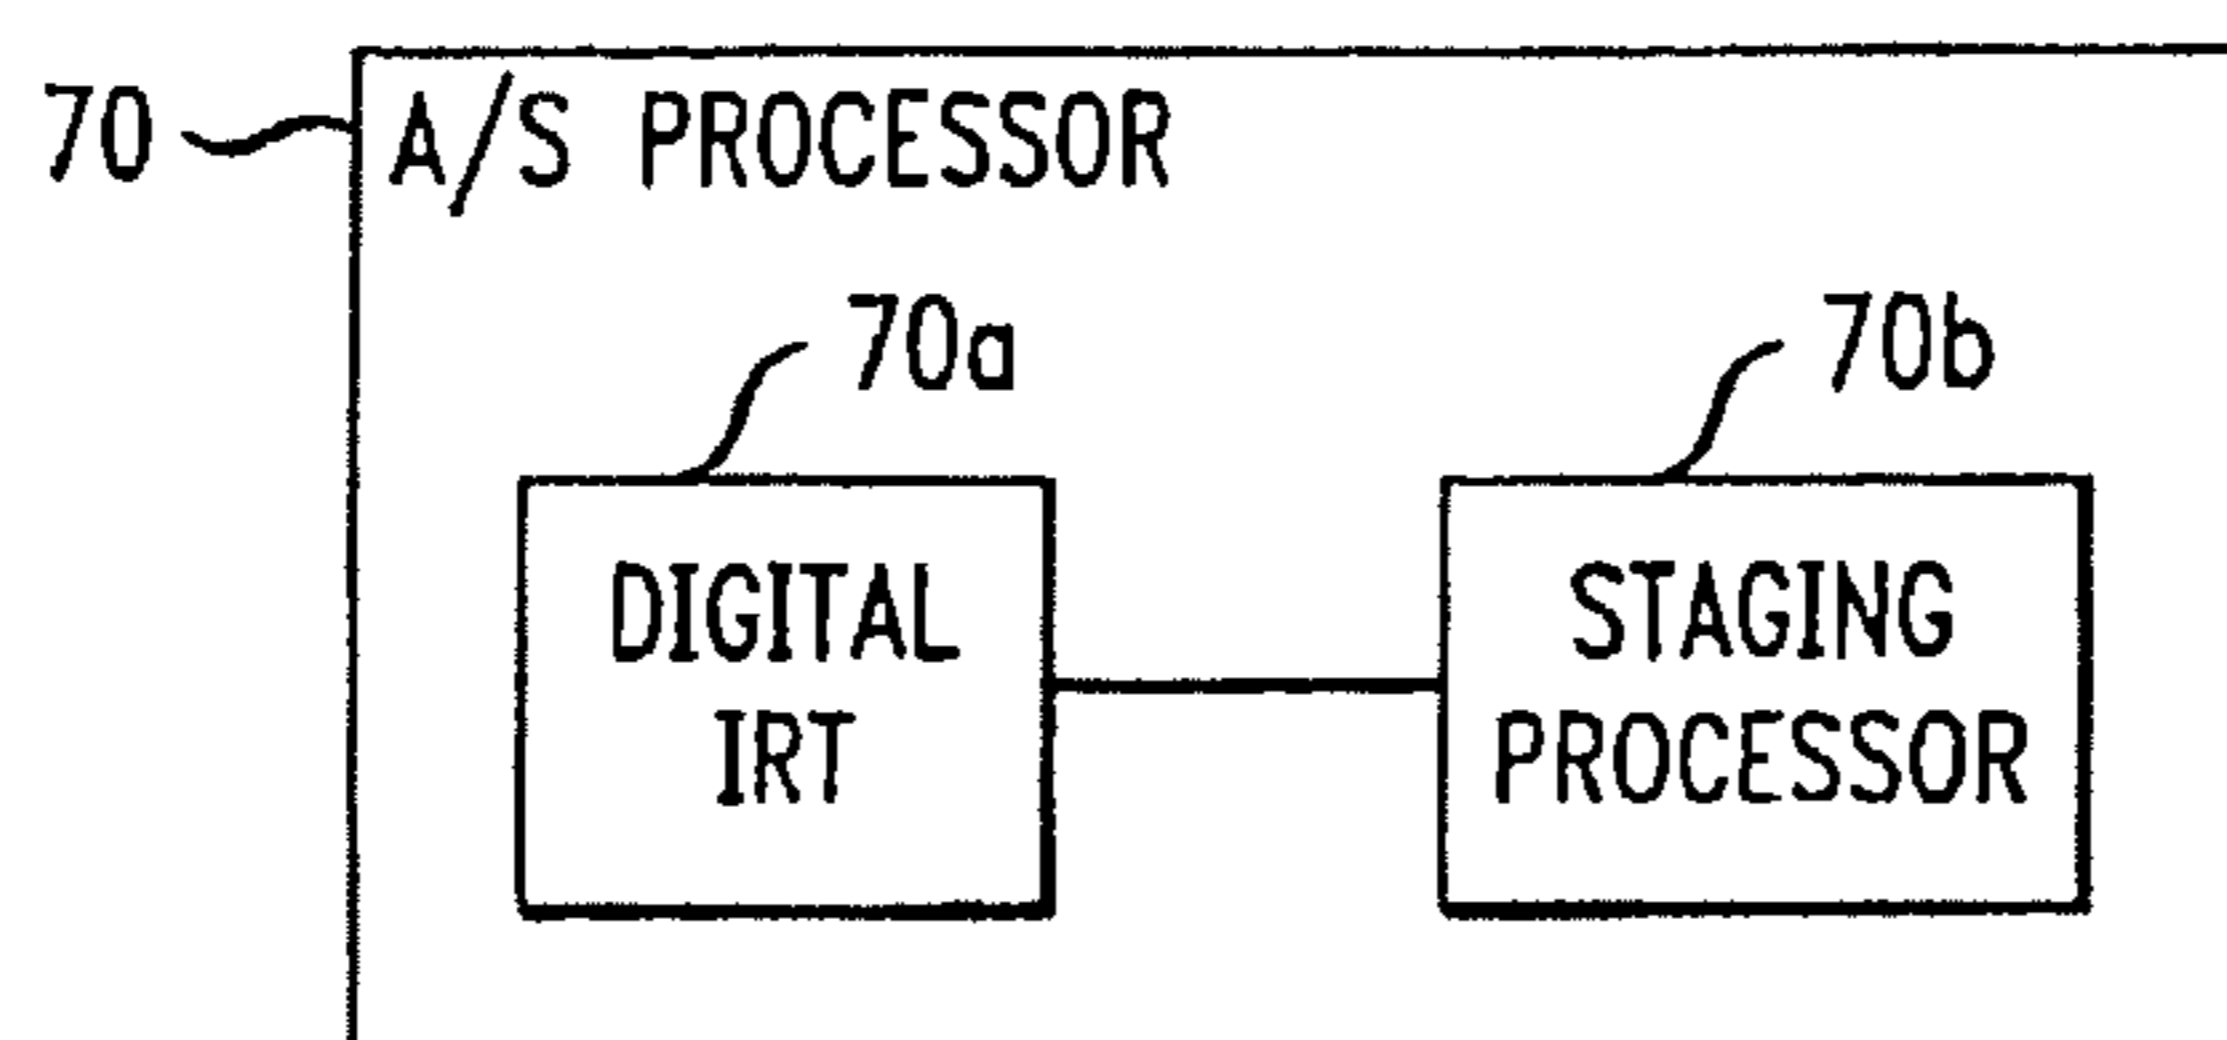 70
A/S PROCESSOR
70a
70b
DIGITAL
IRT
STAGING
PROCESSOR